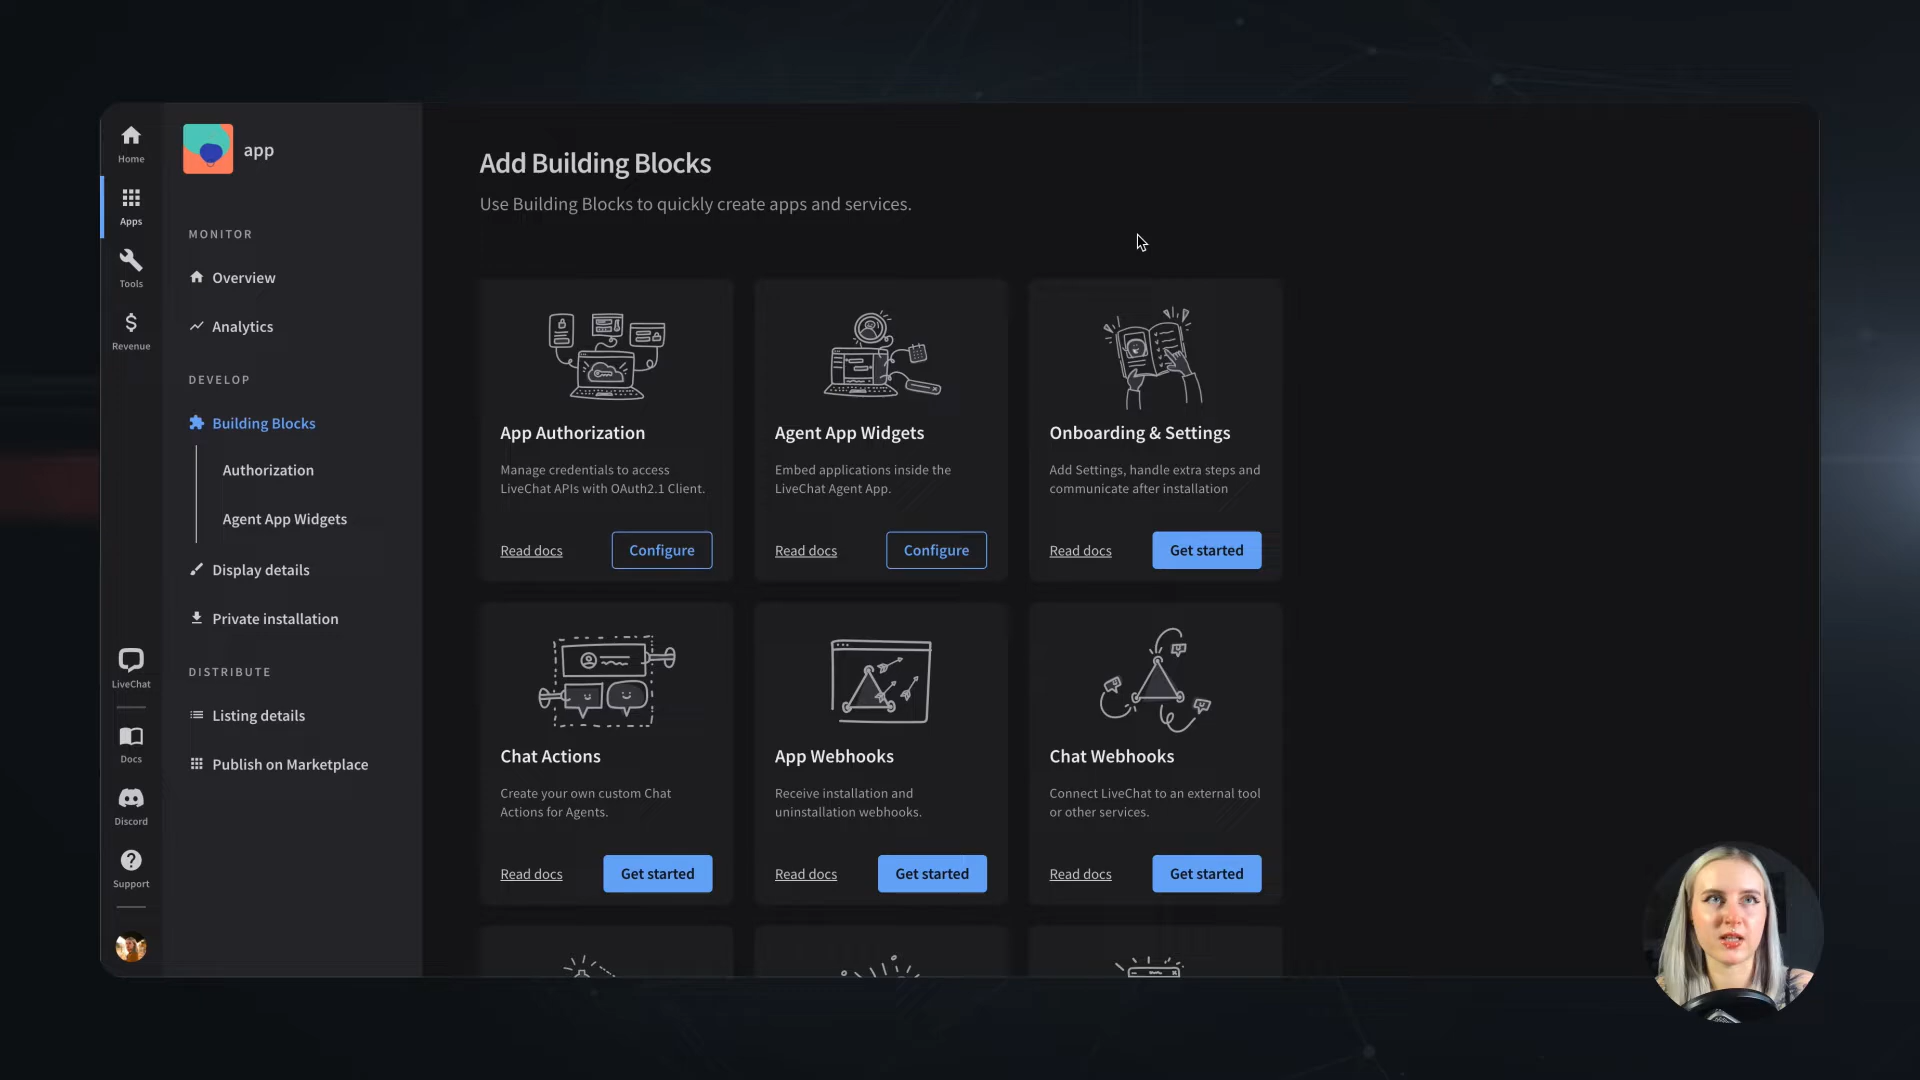 Home
Apps
Tools
Revenue
LiveChat
Docs
Discord
Support
app
MONITOR
Overview
Analytics
DEVELOP
Building Blocks
Authorization
Agent App Widgets
Display details
Private installation
DISTRIBUTE
Listing details
Publish on Marketplace
Add Building Blocks
Use Building Blocks to quickly create apps and services.
App Authorization
Manage credentials to access
LiveChat APIs with OAuth2.1 Client.
Read docs
Configure
Agent App Widgets
Embed applications inside the
LiveChat Agent App.
Read docs
Configure
Onboarding & Settings
Add Settings, handle extra steps and
communicate after installation
Read docs
Get started
Chat Actions
Create your own custom Chat
Actions for Agents.
Read docs
Get started
App Webhooks
Receive installation and
uninstallation webhooks.
Read docs
Get started
Chat Webhooks
Connect LiveChat to an external tool
or other services.
Read docs
Get started